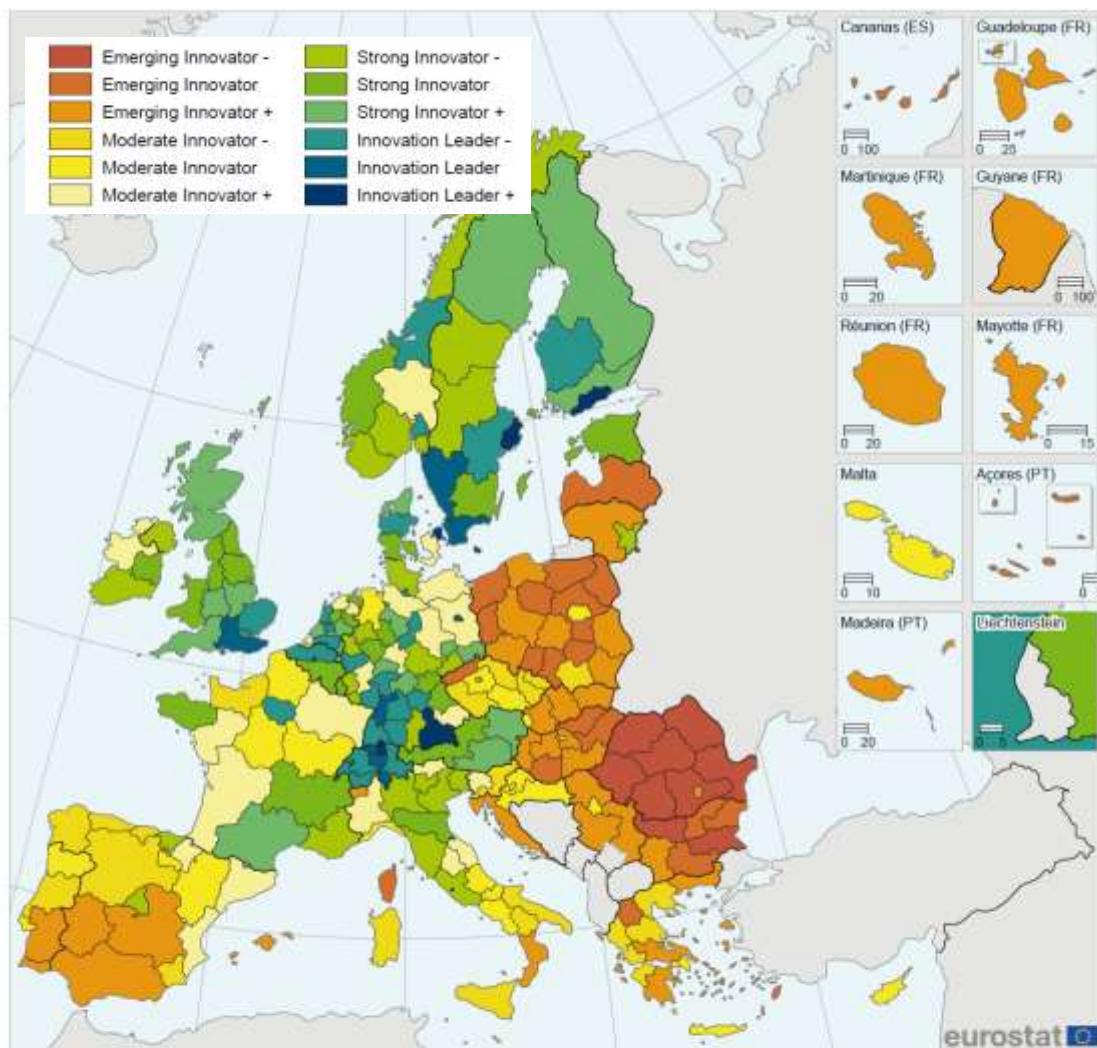 Emerging Innovator -
Emerging Innovator
Emerging Innovator +
Moderate Innovator -
Moderate Innovator
Moderate Innovator +
Strong Innovator -
Strong Innovator
Strong Innovator +
Innovation Leader -
Innovation Leader
Innovation Leader +
Canarias (ES)
0 100
Guadeloupe (FR)
0 25
Martinique (FR)
0 20
Guyane (FR)
0 100
Réunion (FR)
0 20
Mayotte (FR)
0 15
Malta
0 10
Açores (PT)
0
Madeira (PT)
0 20
Liechtenstein
0 5
eurostat